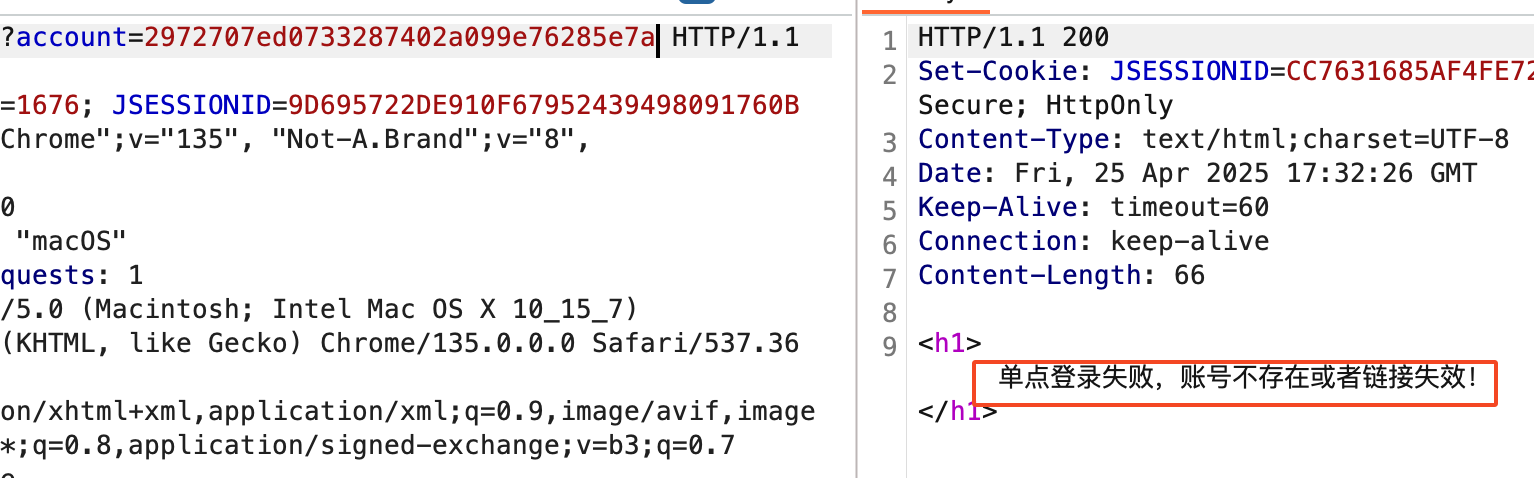 ?account=2972707ed0733287402a099e76285e7a HTTP/1.1
=1676; JSESSIONID=9D695722DE910F67952439498091760B
Chrome";v="135", "Not-A.Brand";v="8",
0
"macOS"
quests: 1
/5.0 (Macintosh; Intel Mac OS X 10_15_7)
(KHTML, like Gecko) Chrome/135.0.0.0 Safari/537.36
on/xhtml+xml,application/xml;q=0.9,image/avif,image
*;q=0.8,application/signed-exchange;v=b3;q=0.7
1 HTTP/1.1 200
2 Set-Cookie: JSESSIONID=CC7631685AF4FE72
Secure; HttpOnly
3 Content-Type: text/html;charset=UTF-8
4 Date: Fri, 25 Apr 2025 17:32:26 GMT
5 Keep-Alive: timeout=60
6 Connection: keep-alive
7 Content-Length: 66
8
9 <h1>
单点登录失败，账号不存在或者链接失效！
</h1>